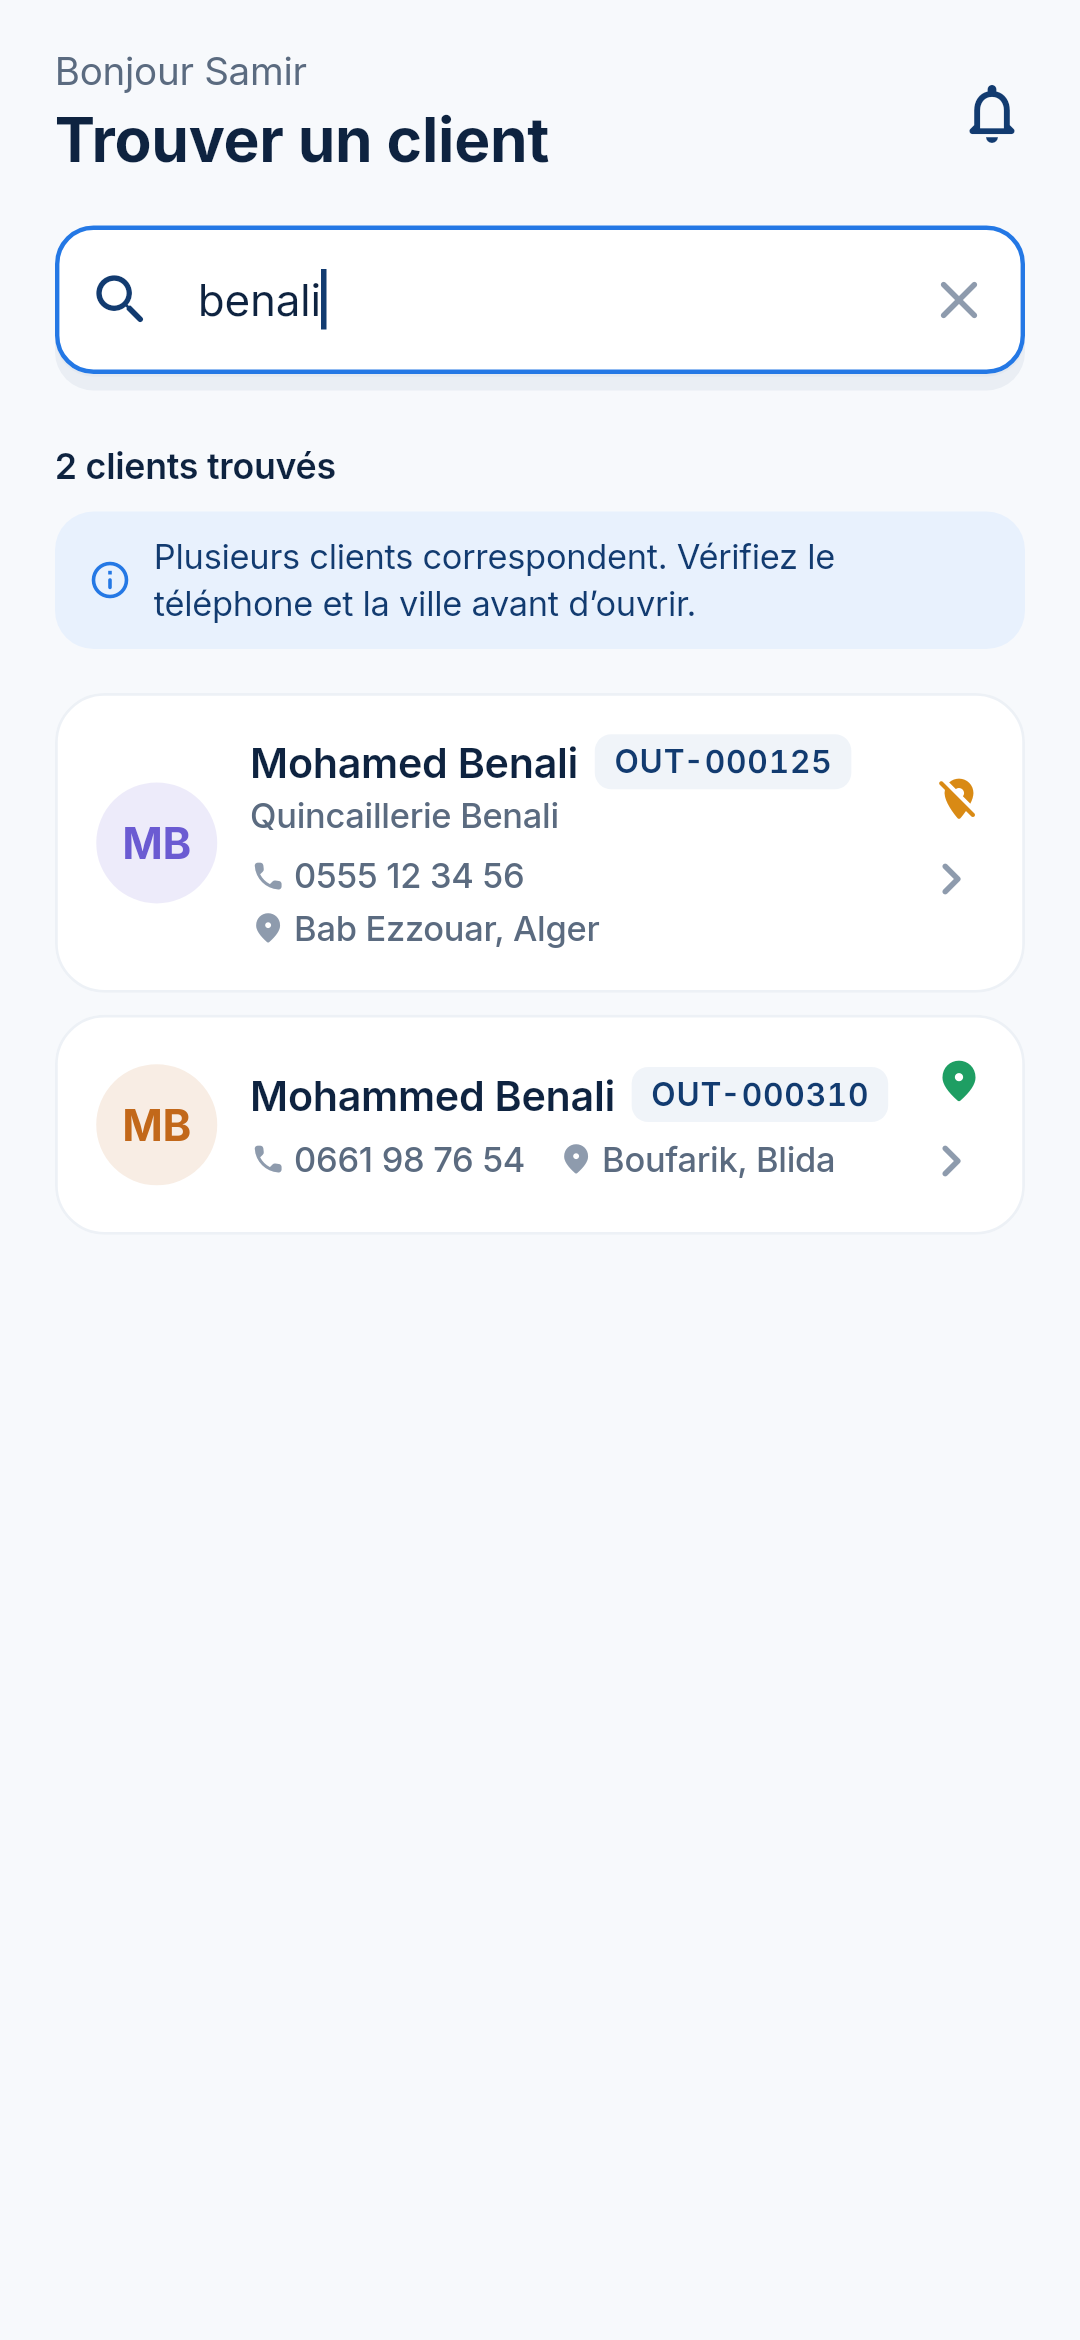 Bonjour Samir
Trouver un client
benali
2 clients trouvés
Plusieurs clients correspondent. Vérifiez le
téléphone et la ville avant d’ouvrir.
MB
Mohamed Benali OUT-000125
Quincaillerie Benali
0555 12 34 56
Bab Ezzouar, Alger
MB
Mohammed Benali OUT-000310
0661 98 76 54 Boufarik, Blida